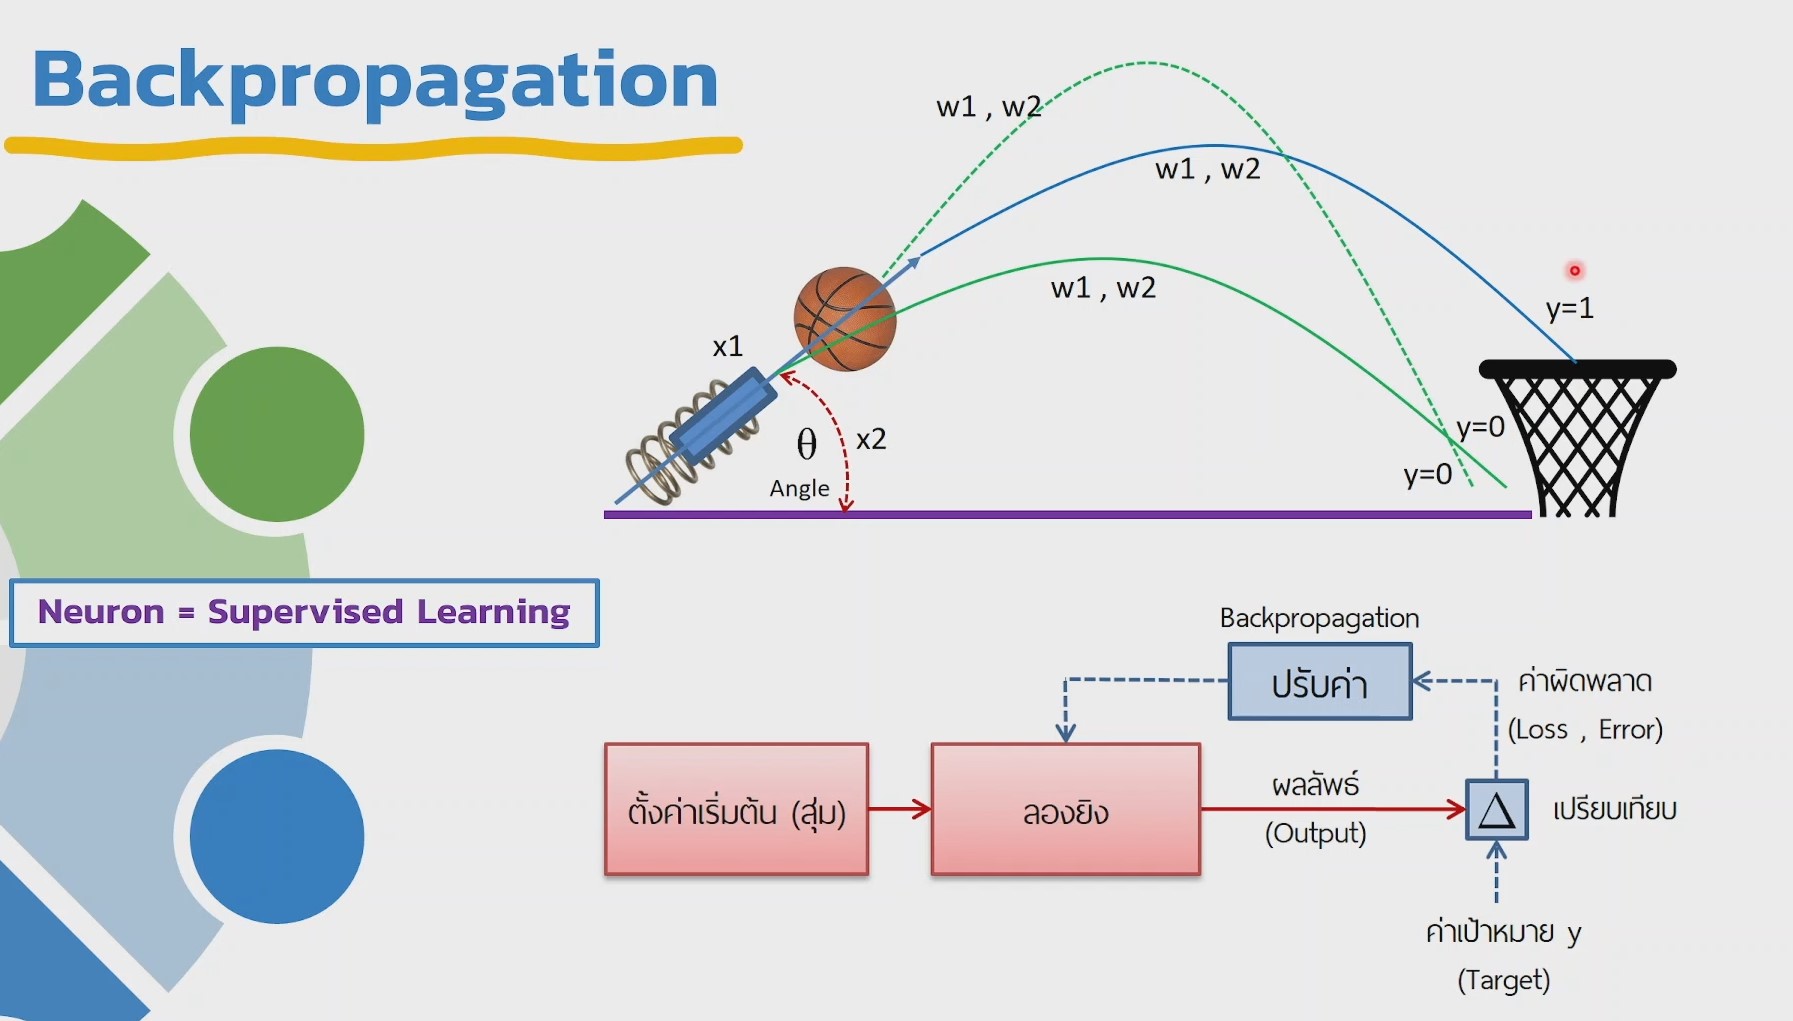 Backpropagation
w1 , w2
w1 , w2
w1 , w2
y=1
x1
θ
x2
Angle
y=0
y=0
Neuron = Supervised Learning
Backpropagation
ปรับค่า
ค่าผิดพลาด
(Loss , Error)
ตั้งค่าเริ่มต้น (สุ่ม)
ลองยิง
ผลลัพธ์
(Output)
Δ
เปรียบเทียบ
ค่าเป้าหมาย y
(Target)